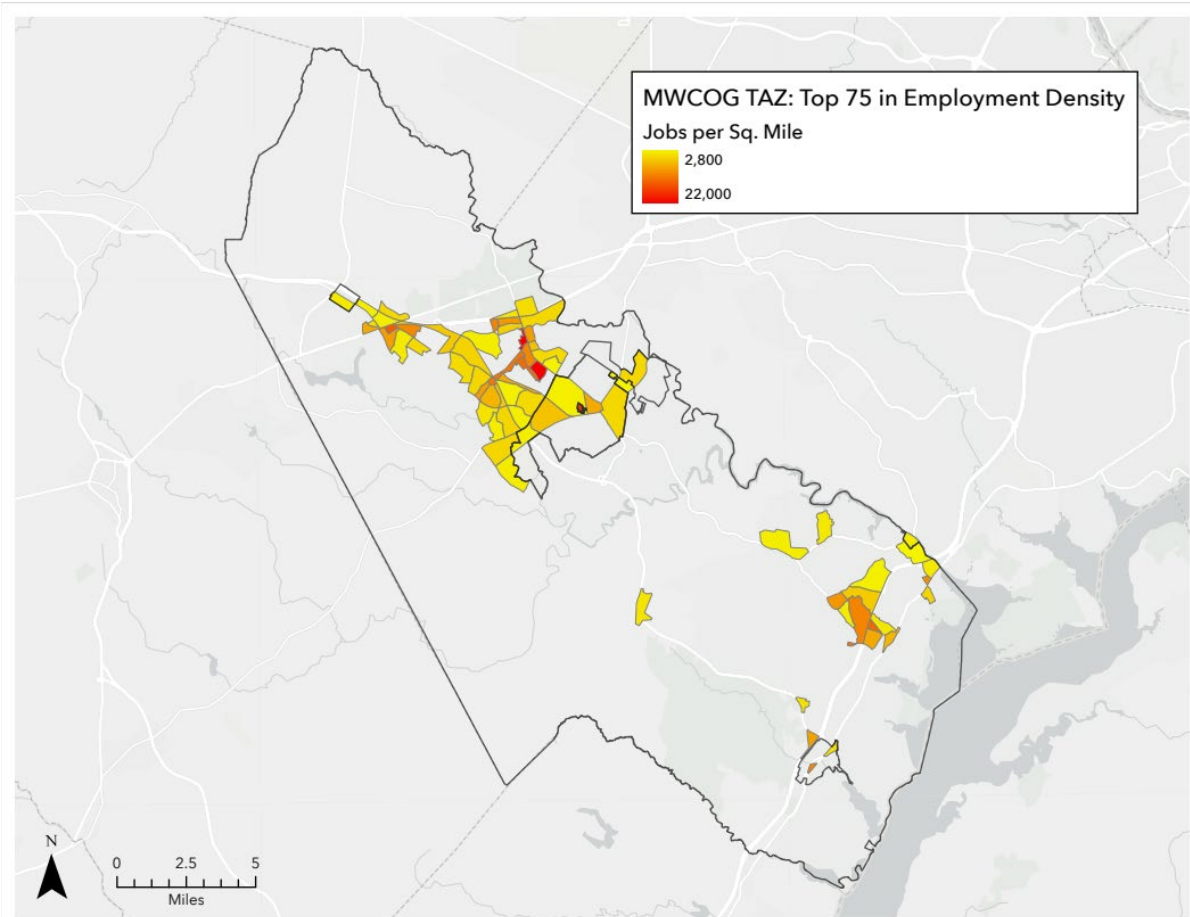 MWCOG TAZ: Top 75 in Employment Density
Jobs per Sq. Mile
2,800
22,000
N
0 2.5 5
Miles